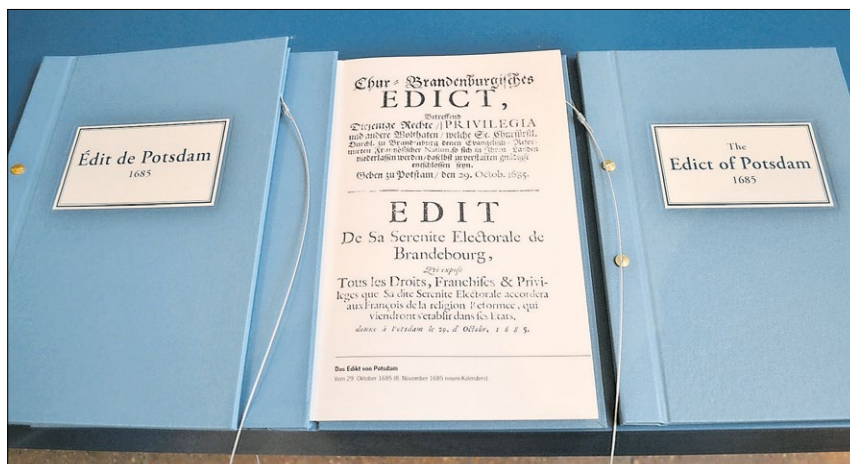 Édit de Potsdam
1685
Chur-Brandenburgisches
EDICT,
Betreffend
Diejenige Rechte / PRIVILEGIA
und andere Wolthaten / welche Se. Churfürstl.
Durchl. zu Brandenburg denen Evangelisch-Refor-
mirten Frantzösischer Nation so sich in Ihren Landen
niederlassen werden / daselbst zu verstatten gnädigst
entschlossen seyn.
Geben zu Potstam / den 29. Octob. 1685.
EDIT
De Sa Serenite Electorale de
Brandebourg,
Qui expose
Tous les Droits, Franchises & Privi-
leges que Sa dite Serenite Electorale accordera
aux François de la religion Reformee, qui
viendront s'etablir dans ses Etats.
donne à Potsdam le 29. d' Octobr, 1685.
Das Edikt von Potsdam
Vom 29. Oktober 1685 (8. November 1685 neuen Kalenders)
The
Edict of Potsdam
1685